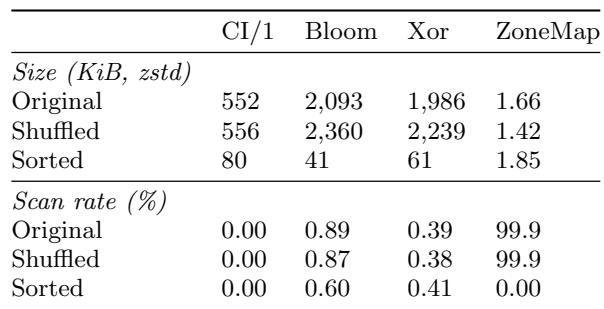 CI/1 Bloom Xor ZoneMap
Size (KiB, zstd)
Original 552 2,093 1,986 1.66
Shuffled 556 2,360 2,239 1.42
Sorted 80 41 61 1.85
Scan rate (%)
Original 0.00 0.89 0.39 99.9
Shuffled 0.00 0.87 0.38 99.9
Sorted 0.00 0.60 0.41 0.00